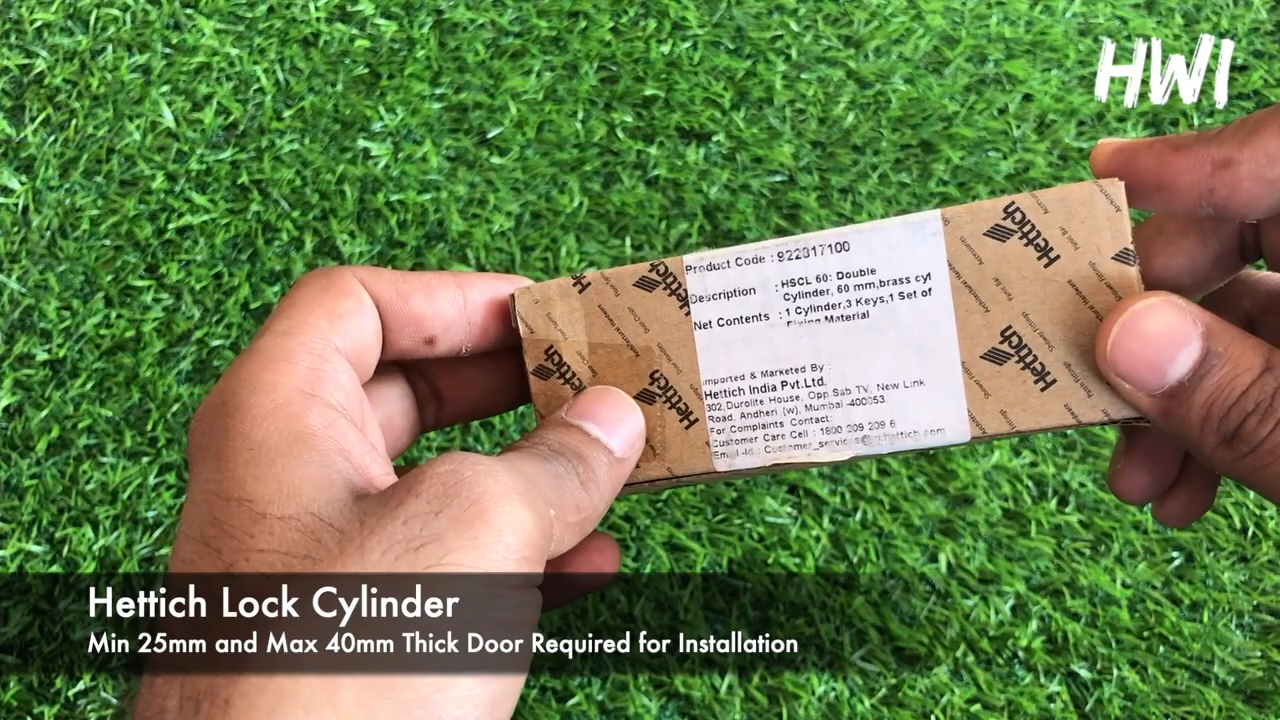 HWI
Product Code : 922817100
Description : HSCL 60: Double
Cylinder, 60 mm,brass cyl
Net Contents : 1 Cylinder,3 Keys,1 Set of
Fixing Material
Imported & Marketed By :
Hettich India Pvt.Ltd.
302,Durolite House, Opp.Sab TV, New Link
Road, Andheri (w), Mumbai -400053.
For Complaints Contact:
Customer Care Cell : 1800 209 209 6
Hettich
Hettich
Hettich
Hettich
Hettich
Hettich Lock Cylinder
Min 25mm and Max 40mm Thick Door Required for Installation